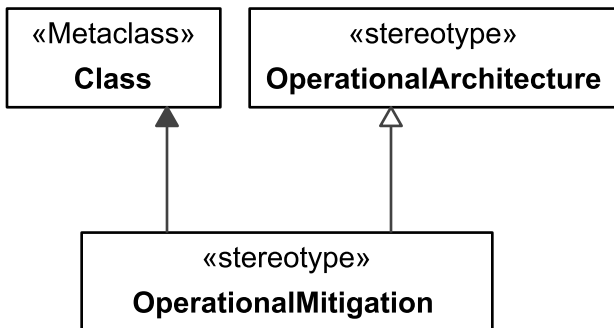 «Metaclass»
Class
«stereotype»
OperationalArchitecture
«stereotype»
OperationalMitigation